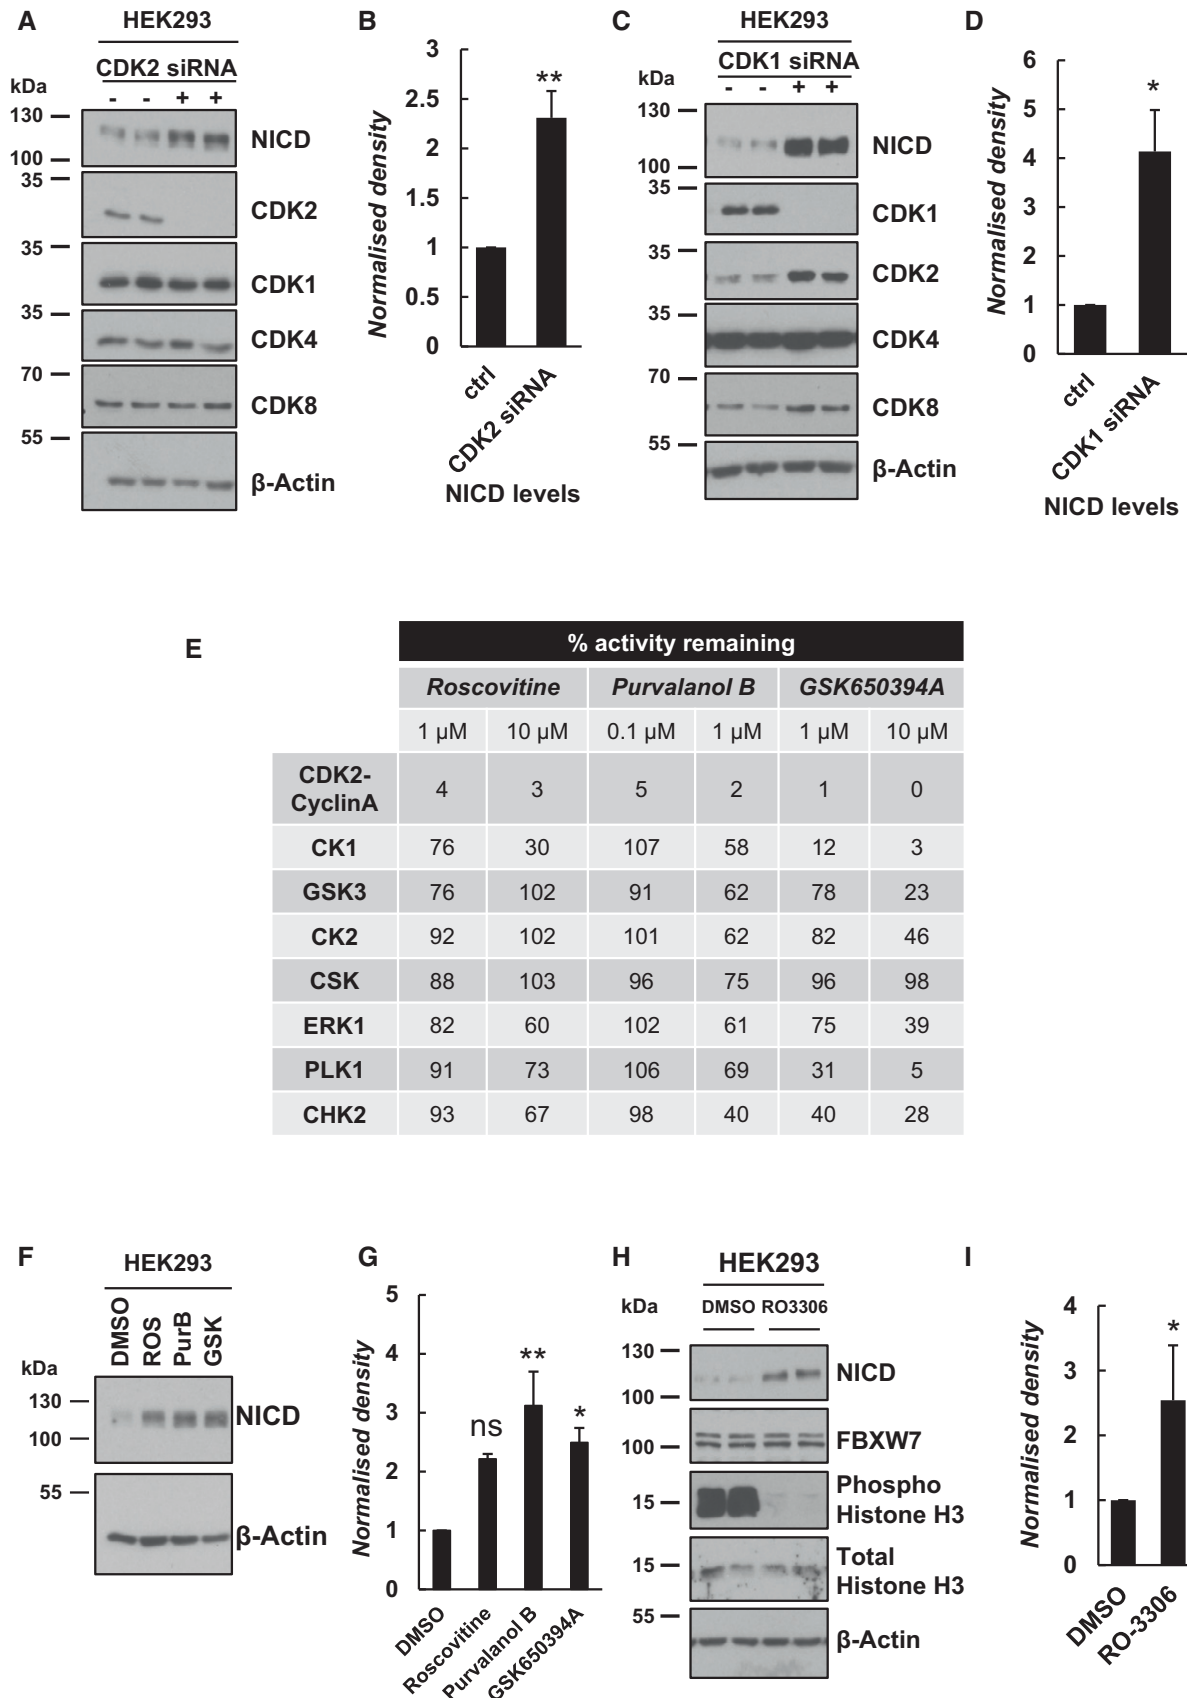 A
HEK293
CDK2 siRNA
kDa
- - + +
130
100
NICD
35
CDK2
35
CDK1
35
CDK4
70
CDK8
55
β-Actin
B
3
2.5
2
1.5
1
0.5
0
Normalised density
**
ctrl
CDK2 siRNA
NICD levels
C
HEK293
CDK1 siRNA
kDa
- - + +
130
100
NICD
35
CDK1
35
CDK2
35
CDK4
70
CDK8
55
β-Actin
D
6
5
4
3
2
1
0
Normalised density
*
ctrl
CDK1 siRNA
NICD levels
E
% activity remaining
Roscovitine Purvalanol B GSK650394A
1 µM 10 µM 0.1 µM 1 µM 1 µM 10 µM
CDK2-
CyclinA 4 3 5 2 1 0
CK1 76 30 107 58 12 3
GSK3 76 102 91 62 78 23
CK2 92 102 101 62 82 46
CSK 88 103 96 75 96 98
ERK1 82 60 102 61 75 39
PLK1 91 73 106 69 31 5
CHK2 93 67 98 40 40 28
F
HEK293
DMSO
ROS
PurB
GSK
kDa
130
100
NICD
55
β-Actin
G
5
4
3
2
1
0
Normalised density
ns
**
*
DMSO
Roscovitine
Purvalanol B
GSK650394A
H
HEK293
kDa
DMSO RO3306
130
100
NICD
100
FBXW7
15
Phospho
Histone H3
15
Total
Histone H3
55
β-Actin
I
4
3
2
1
0
Normalised density
*
DMSO
RO-3306